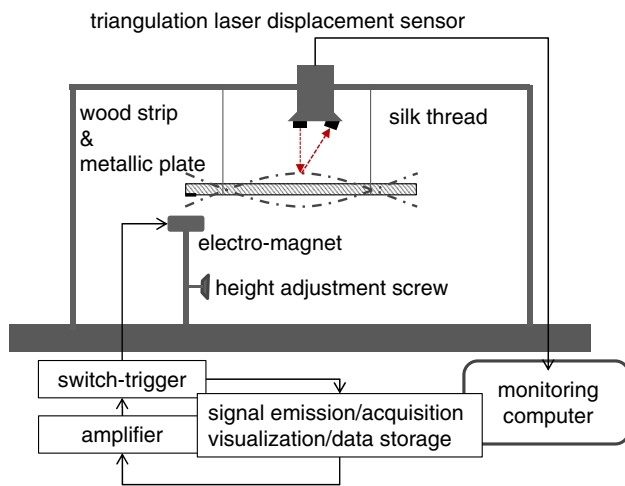 triangulation laser displacement sensor
wood strip
&
metallic plate
silk thread
electro-magnet
height adjustment screw
switch-trigger
amplifier
signal emission/acquisition
visualization/data storage
monitoring
computer